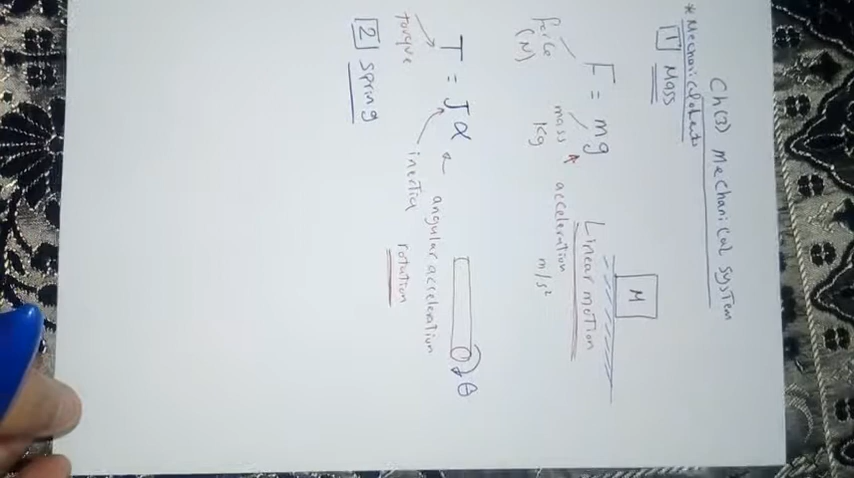 Ch(3) Mechanical system
* Mechanical elements
1 Mass
M
F = mg
Linear motion
force
(N)
mass
Kg
acceleration
m/s²
T = Jα
θ
torque
inertia
angular acceleration
rotation
2 spring